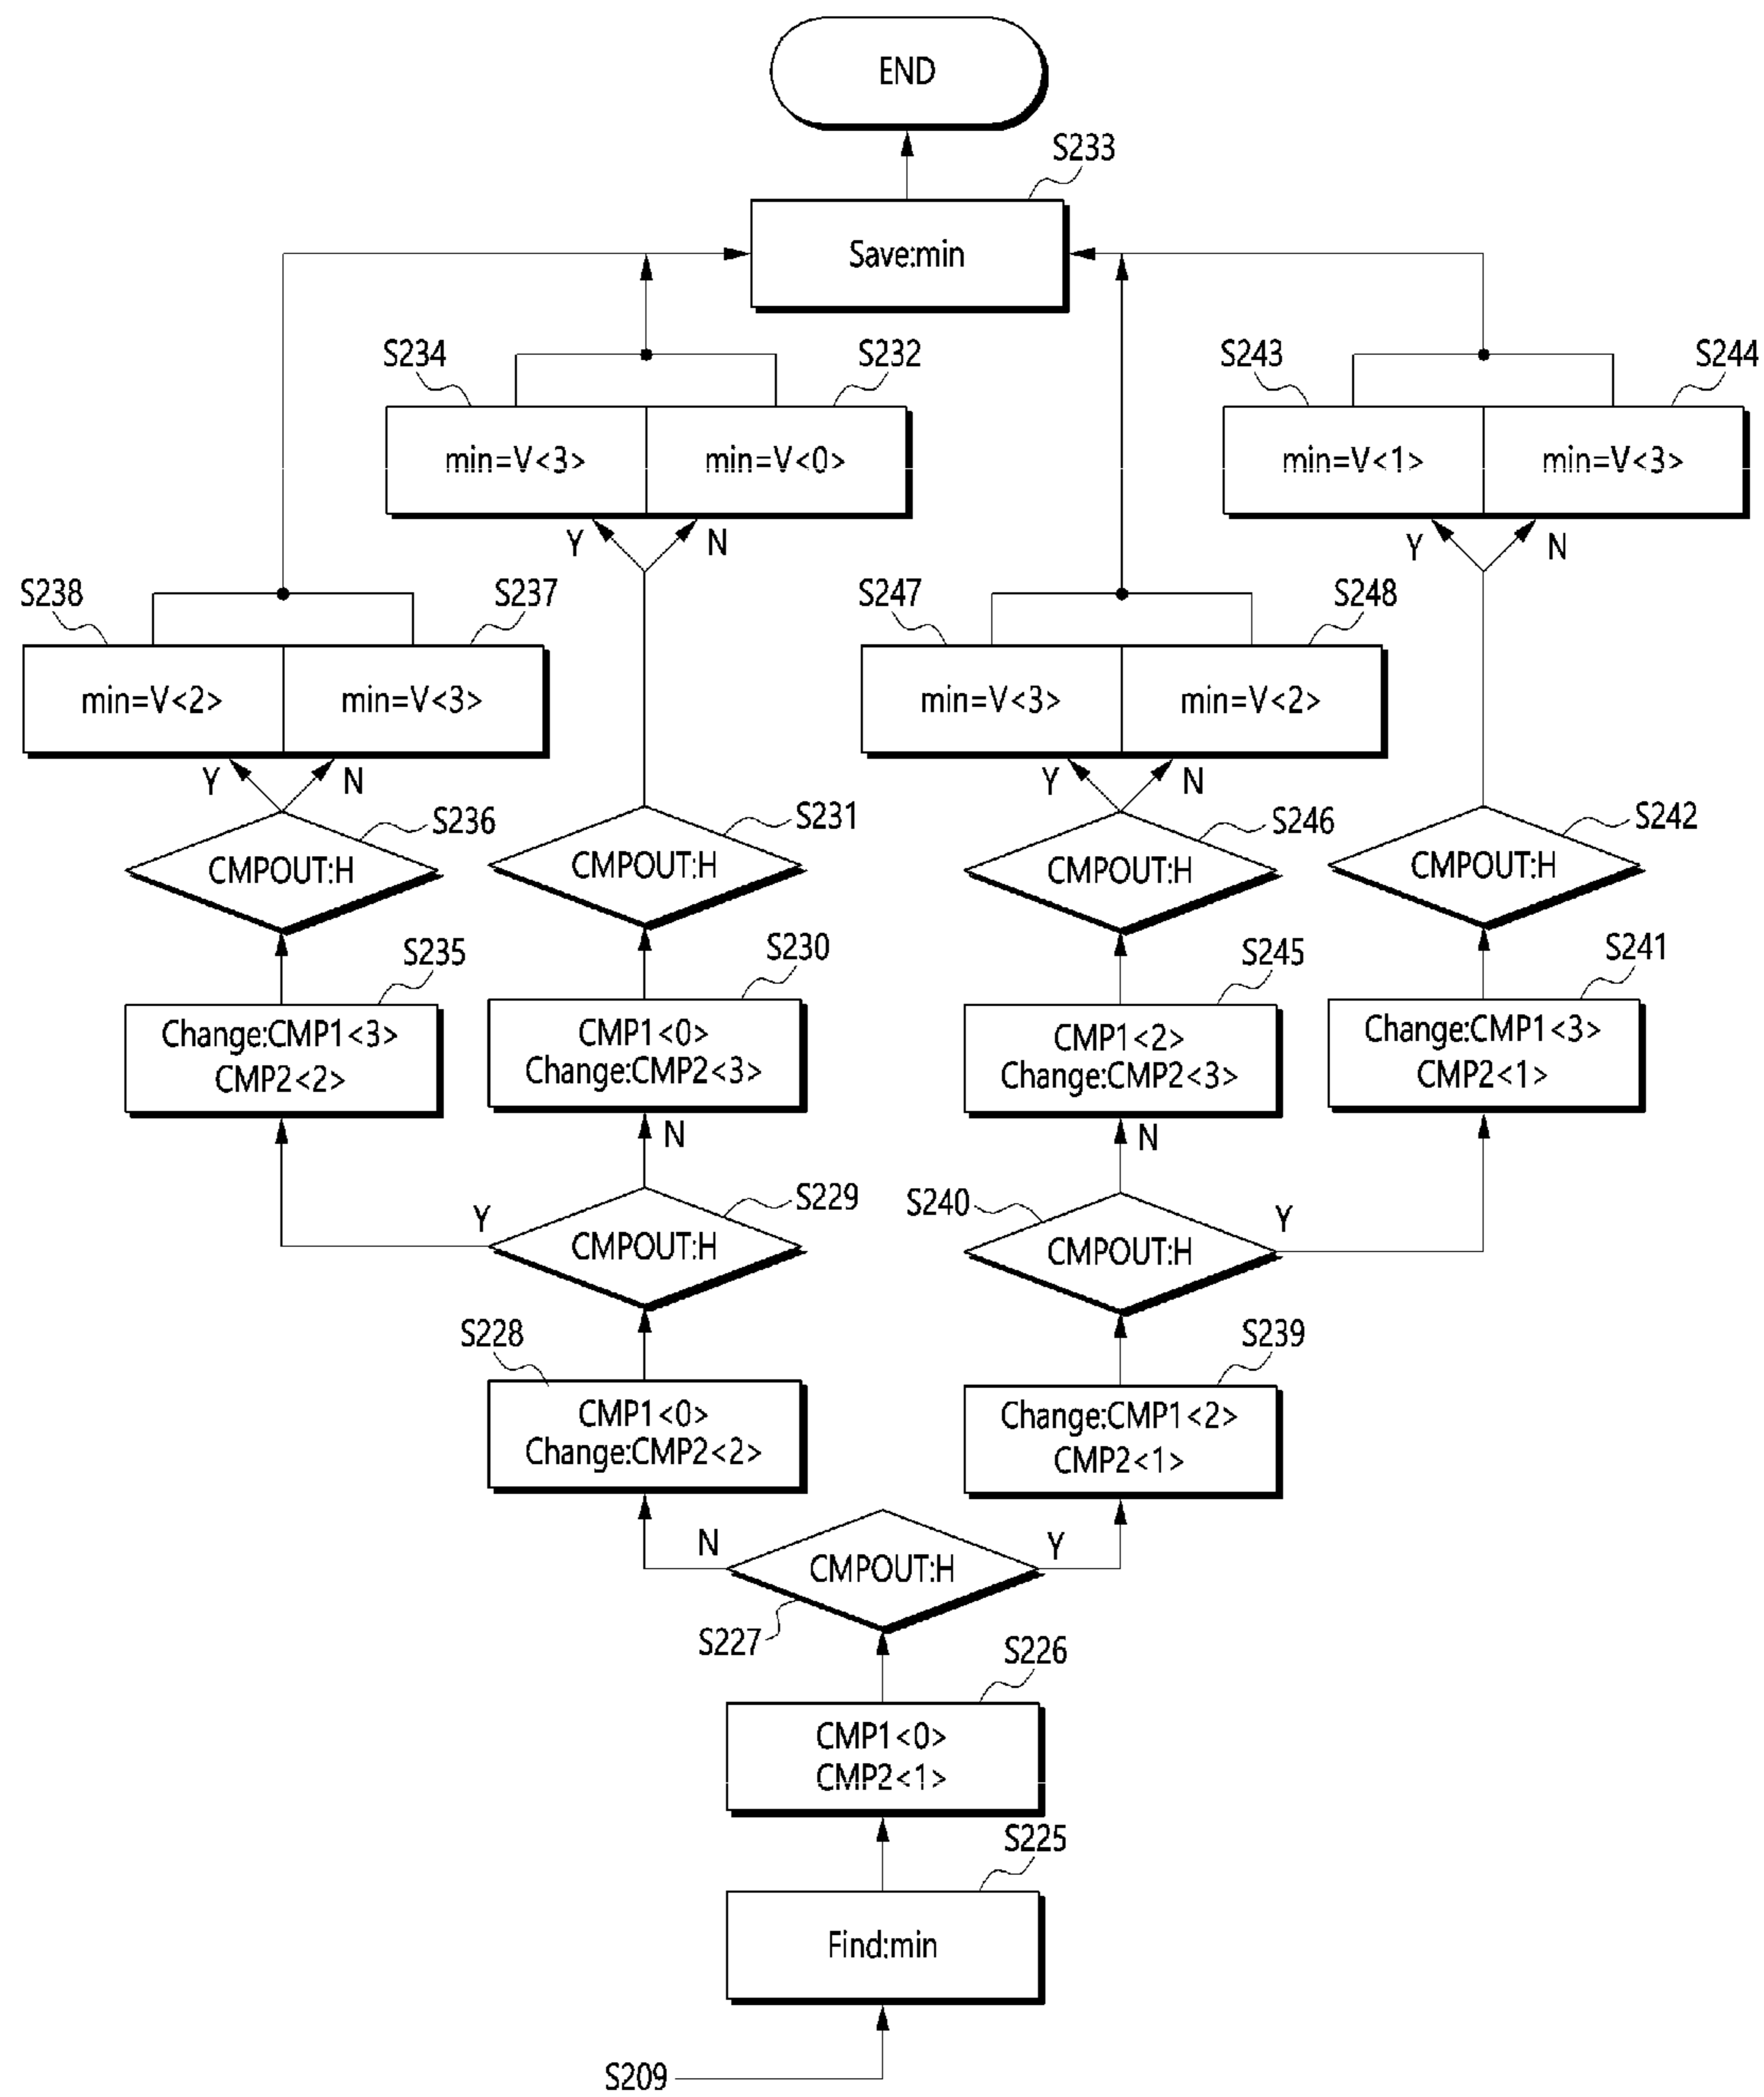 END
S233
Save:min
S234
S232
S243
S244
min=V<3>
min=V<0>
min=V<1>
min=V<3>
Y
N
Y
N
S238
S237
S247
S248
min=V<2>
min=V<3>
min=V<3>
min=V<2>
Y
N
Y
N
S236
S231
S246
S242
CMPOUT:H
CMPOUT:H
CMPOUT:H
CMPOUT:H
S235
S230
S245
S241
Change:CMP1<3>
CMP2<2>
CMP1<0>
Change:CMP2<3>
CMP1<2>
Change:CMP2<3>
Change:CMP1<3>
CMP2<1>
N
N
Y
S229
S240
Y
CMPOUT:H
CMPOUT:H
S228
S239
CMP1<0>
Change:CMP2<2>
Change:CMP1<2>
CMP2<1>
N
Y
CMPOUT:H
S227
S226
CMP1<0>
CMP2<1>
S225
Find:min
S209